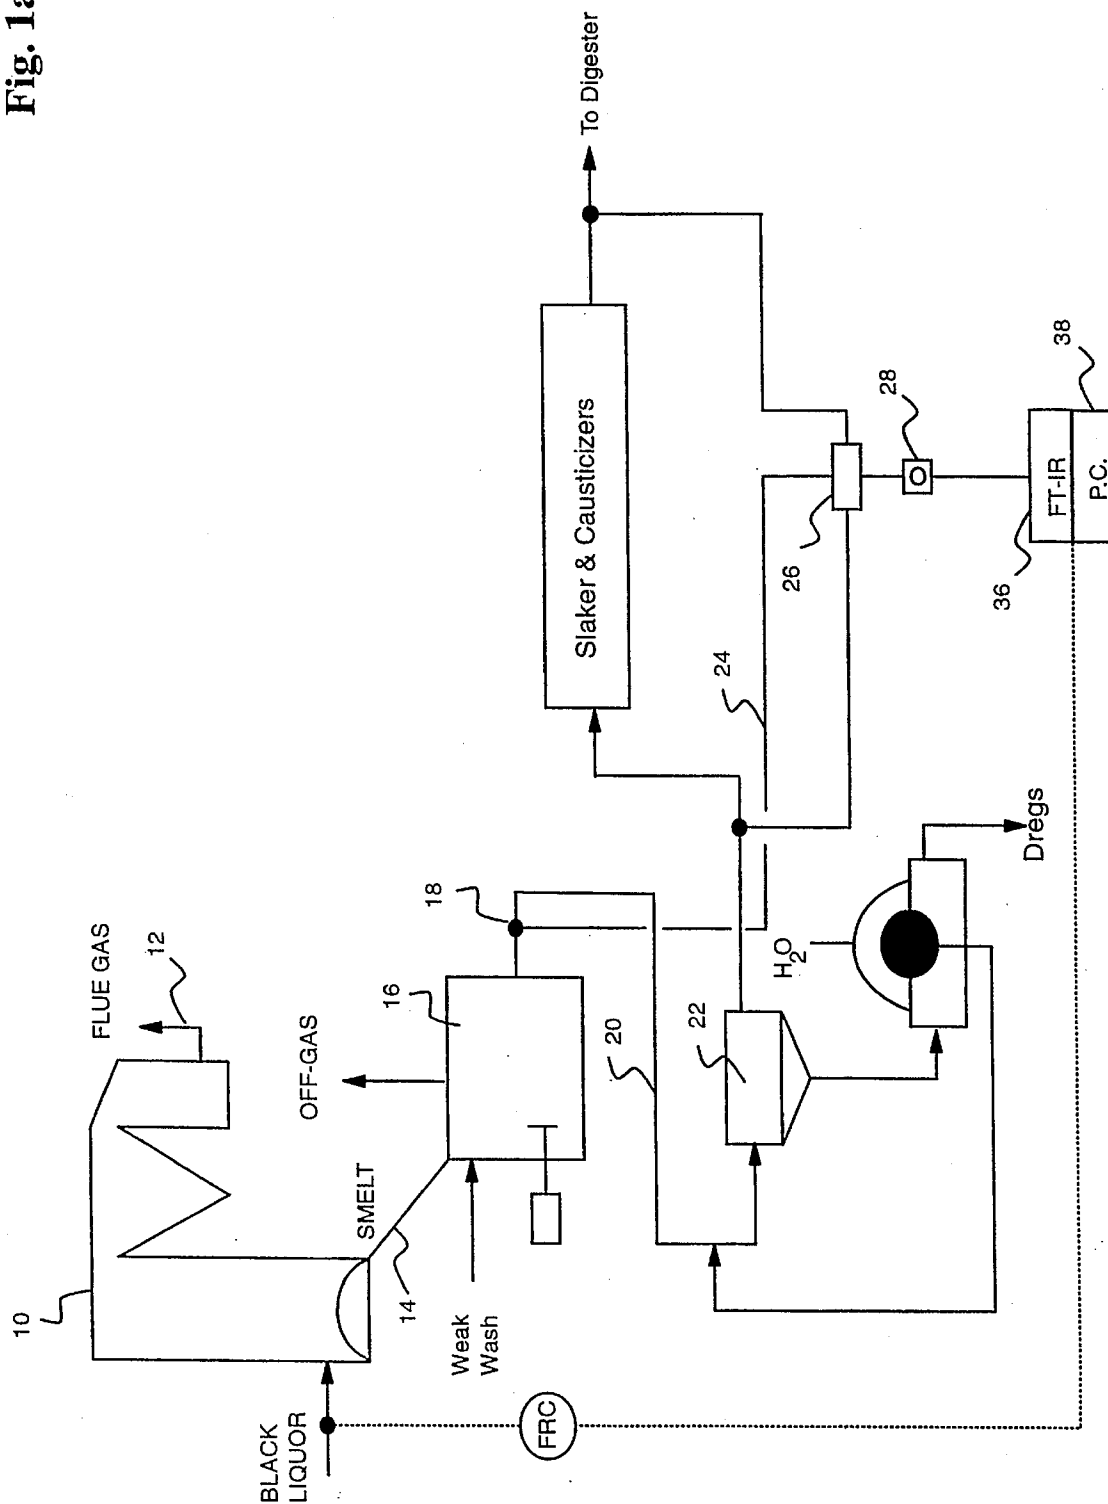 Fig. 1a
10
FLUE GAS
12
BLACK
LIQUOR
OFF-GAS
SMELT
14
16
18
Weak
Wash
FRC
Slaker & Causticizers
To Digester
20
22
24
H2O
26
28
36
Dregs
FT-IR
38
P.C.